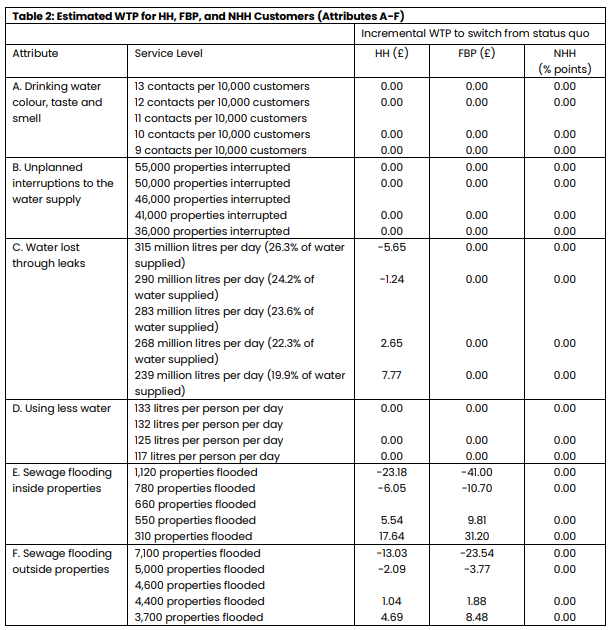 Table 2: Estimated WTP for HH, FBP, and NHH Customers (Attributes A-F)
Incremental WTP to switch from status quo
Attribute Service Level HH (£) FBP (£) NHH
(% points)
A. Drinking water 13 contacts per 10,000 customers 0.00 0.00 0.00
colour, taste and 12 contacts per 10,000 customers 0.00 0.00 0.00
smell 11 contacts per 10,000 customers
10 contacts per 10,000 customers 0.00 0.00 0.00
9 contacts per 10,000 customers 0.00 0.00 0.00
B. Unplanned 55,000 properties interrupted 0.00 0.00 0.00
interruptions to the 50,000 properties interrupted 0.00 0.00 0.00
water supply 46,000 properties interrupted
41,000 properties interrupted 0.00 0.00 0.00
36,000 properties interrupted 0.00 0.00 0.00
C. Water lost 315 million litres per day (26.3% of water -5.65 0.00 0.00
through leaks supplied)
290 million litres per day (24.2% of -1.24 0.00 0.00
water supplied)
283 million litres per day (23.6% of
water supplied)
268 million litres per day (22.3% of 2.65 0.00 0.00
water supplied)
239 million litres per day (19.9% of water 7.77 0.00 0.00
supplied)
D. Using less water 133 litres per person per day 0.00 0.00 0.00
132 litres per person per day
125 litres per person per day 0.00 0.00 0.00
117 litres per person per day 0.00 0.00 0.00
E. Sewage flooding 1,120 properties flooded -23.18 -41.00 0.00
inside properties 780 properties flooded -6.05 -10.70 0.00
660 properties flooded
550 properties flooded 5.54 9.81 0.00
310 properties flooded 17.64 31.20 0.00
F. Sewage flooding 7,100 properties flooded -13.03 -23.54 0.00
outside properties 5,000 properties flooded -2.09 -3.77 0.00
4,600 properties flooded
4,400 properties flooded 1.04 1.88 0.00
3,700 properties flooded 4.69 8.48 0.00